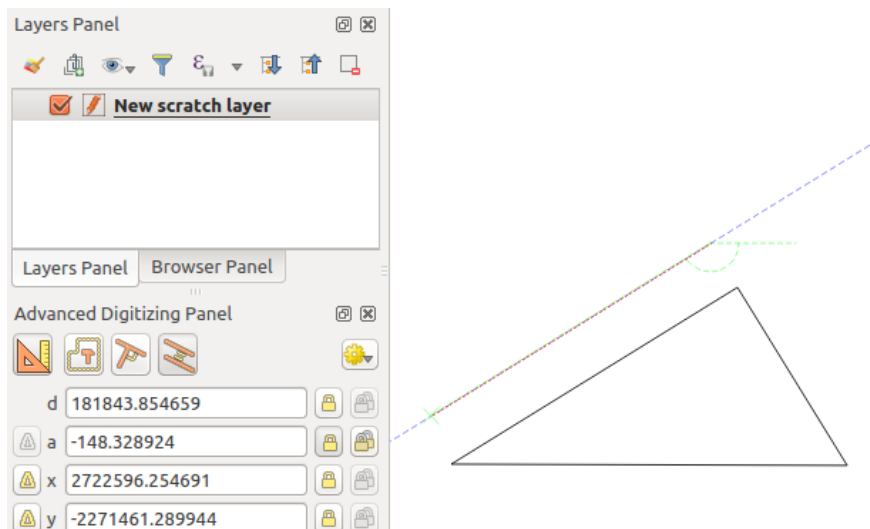 Layers Panel
New scratch layer
Layers Panel Browser Panel
Advanced Digitizing Panel
d 181843.854659
a -148.328924
x 2722596.254691
y -2271461.289944